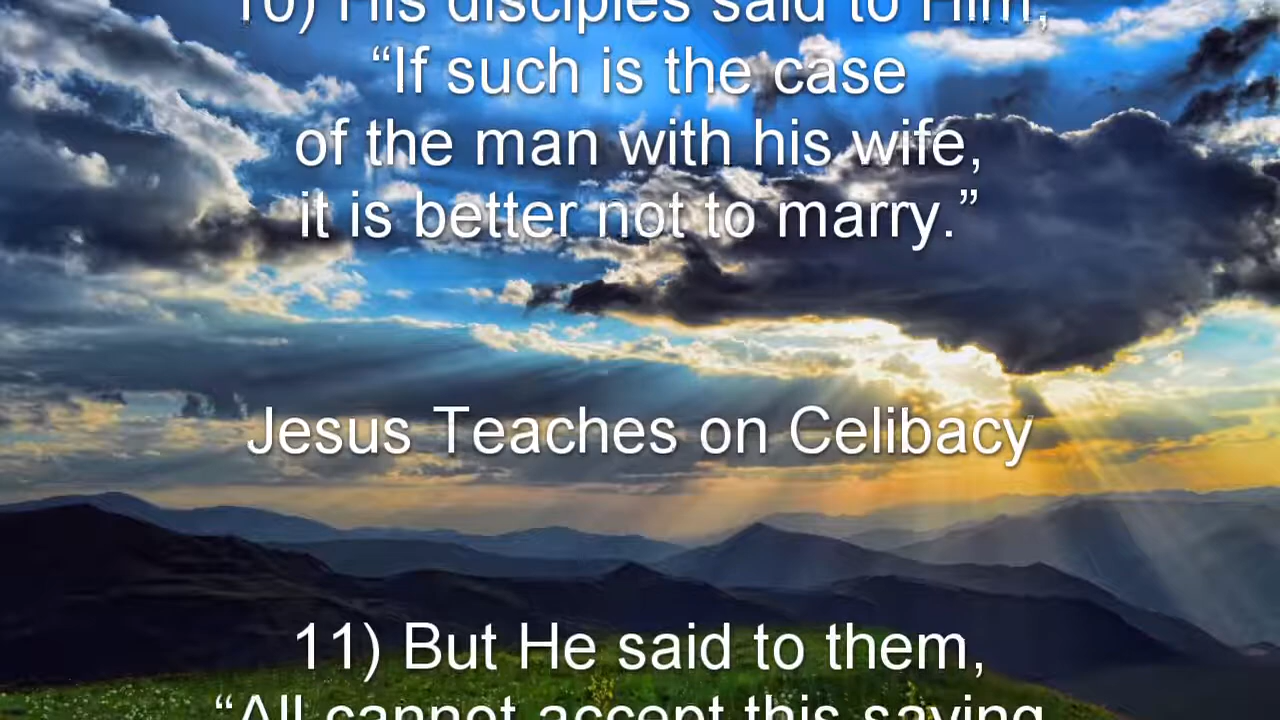 10) His disciples said to Him,
“If such is the case
of the man with his wife,
it is better not to marry.”
Jesus Teaches on Celibacy
11) But He said to them,
“All cannot accept this saying